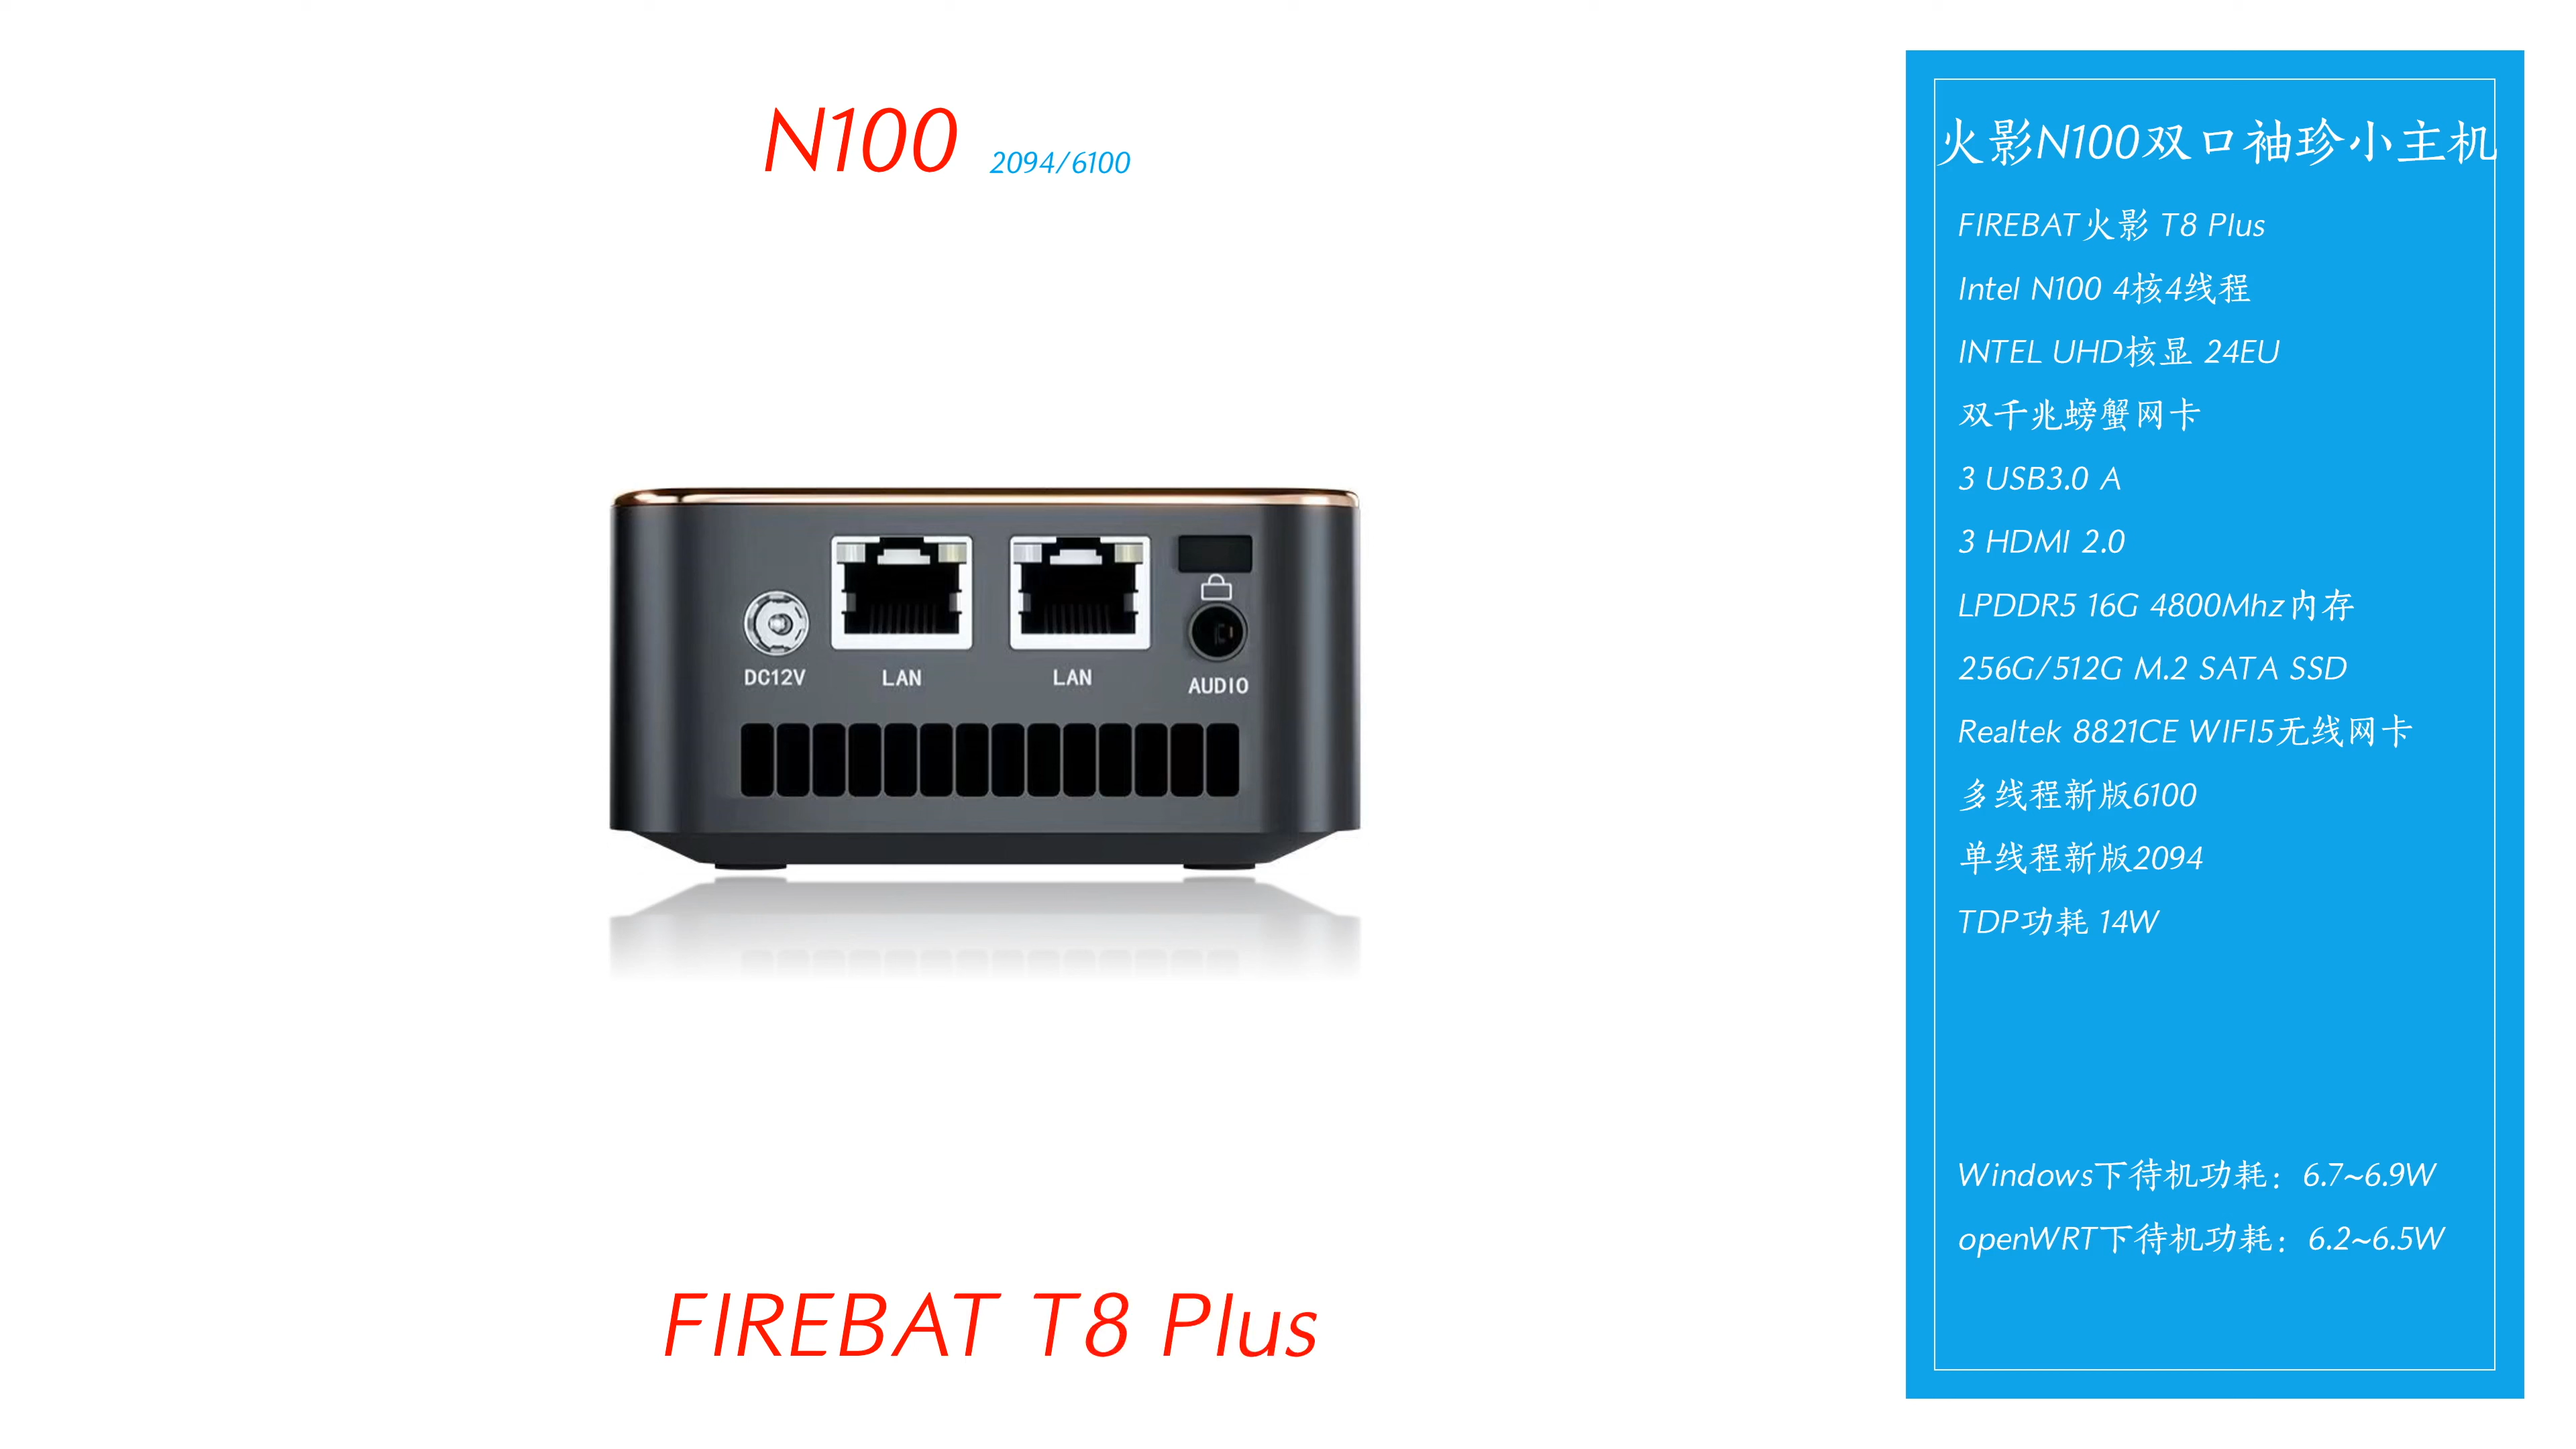 N100 2094/6100
DC12V
LAN
LAN
AUDIO
FIREBAT T8 Plus
火影N100双口袖珍小主机
FIREBAT火影 T8 Plus
Intel N100 4核4线程
INTEL UHD核显 24EU
双千兆螃蟹网卡
3 USB3.0 A
3 HDMI 2.0
LPDDR5 16G 4800Mhz内存
256G/512G M.2 SATA SSD
Realtek 8821CE WIFI5无线网卡
多线程新版6100
单线程新版2094
TDP功耗 14W
Windows下待机功耗：6.7~6.9W
openWRT下待机功耗：6.2~6.5W